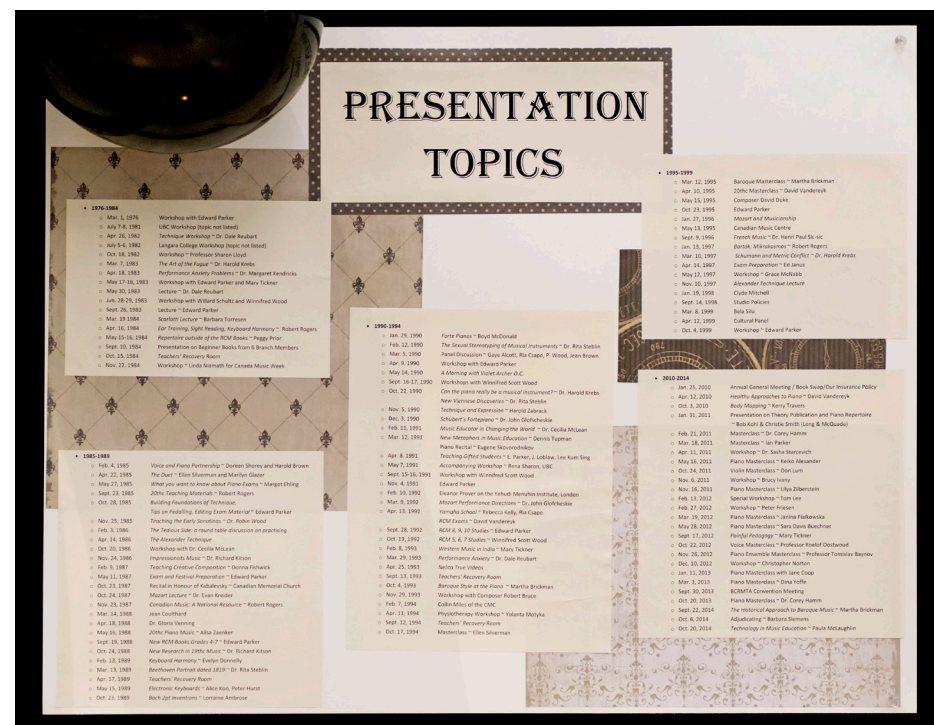 PRESENTATION
TOPICS
• 1976-1984
○ Mar. 1, 1976 Workshop with Edward Parker
○ July 7-8, 1981 UBC Workshop (topic not listed)
○ Apr. 26, 1982 Technique Workshop ~ Dr. Dale Reubart
○ July 5-6, 1982 Langara College Workshop (topic not listed)
○ Oct. 18, 1982 Workshop ~ Professor Sharon Lloyd
○ Mar. 7, 1983 The Art of the Fugue ~ Dr. Harold Krebs
○ Apr. 18, 1983 Performance Anxiety Problems ~ Dr. Margaret Kendricks
○ May 17-18, 1983 Workshop with Edward Parker and Mary Tickner
○ May 30, 1983 Lecture ~ Dr. Dale Reubart
○ Jun. 28-29, 1983 Workshop with Willard Schultz and Winnifred Wood
○ Sept. 26, 1983 Lecture ~ Edward Parker
○ Mar. 19 1984 Scarlatti Lecture ~ Barbara Torresen
○ Apr. 16, 1984 Ear Training, Sight Reading, Keyboard Harmony ~ Robert Rogers
○ May 15-16, 1984 Repertoire outside of the RCM Books ~ Peggy Prior
○ Sept. 10, 1984 Presentation on Beginner Books from 6 Branch Members
○ Oct. 15, 1984 Teachers' Recovery Room
○ Nov. 22, 1984 Workshop ~ Linda Niamath for Canada Music Week
• 1985-1989
○ Feb. 4, 1985 Voice and Piano Partnership ~ Doreen Shorey and Harold Brown
○ Apr. 22, 1985 The Duet ~ Ellen Silverman and Marilyn Glazer
○ May 27, 1985 What you want to know about Piano Exams ~ Margot Ehling
○ Sept. 23, 1985 20thc Teaching Materials ~ Robert Rogers
○ Oct. 28, 1985 Building Foundations of Technique,
Tips on Pedalling, Editing Exam Material ~ Edward Parker
○ Nov. 25, 1985 Teaching the Early Sonatinas ~ Dr. Robin Wood
○ Feb. 3, 1986 The Tedious Side: a round table discussion on practising
○ Apr. 14, 1986 The Alexander Technique
○ Oct. 20, 1986 Workshop with Dr. Cecilia McLean
○ Nov. 24, 1986 Impressionists Music ~ Dr. Richard Kitson
○ Feb. 9, 1987 Teaching Creative Composition ~ Donna Fishwick
○ May 11, 1987 Exam and Festival Preparation ~ Edward Parker
○ Oct. 23, 1987 Recital in Honour of Kabalevsky ~ Canadian Memorial Church
○ Oct. 24, 1987 Mozart Lecture ~ Dr. Evan Kreider
○ Nov. 23, 1987 Canadian Music: A National Resource ~ Robert Rogers
○ Mar. 14, 1988 Jean Coulthard
○ Apr. 18, 1988 Dr. Gloria Venning
○ May 16, 1988 20thc Piano Music ~ Ailsa Zaenker
○ Sept. 19, 1988 New RCM Books Grades 4-7 ~ Edward Parker
○ Oct. 24, 1988 New Research in 19thc Music ~ Dr. Richard Kitson
○ Feb. 13, 1989 Keyboard Harmony ~ Evelyn Donnelly
○ Mar. 13, 1989 Beethoven Portrait dated 1819 ~ Dr. Rita Steblin
○ Apr. 17, 1989 Teachers' Recovery Room
○ May 15, 1989 Electronic Keyboards ~ Alice Koo, Peter Hurst
○ Oct. 23, 1989 Bach 2pt Inventions ~ Lorraine Ambrose
• 1990-1984
○ Jan. 29, 1990 Forte Pianos ~ Boyd McDonald
○ Feb. 12, 1990 The Sexual Stereotyping of Musical Instruments ~ Dr. Rita Steblin
○ Mar. 5, 1990 Panel Discussion ~ Gaye Alcott, Ria Ciapo, P. Wood, Jean Brown
○ Apr. 9, 1990 Workshop with Edward Parker
○ May 14, 1990 A Morning with Violet Archer O.C.
○ Sept. 16-17, 1990 Workshops with Winnifred Scott Wood
○ Oct. 22, 1990 Can the piano really be a musical instrument? ~ Dr. Harold Krebs
New Viennese Discoveries ~ Dr. Rita Steblin
○ Nov. 5, 1990 Technique and Expression ~ Harold Zabrack
○ Dec. 3, 1990 Schubert's Fortepiano ~ Dr. John Glofcheskie
○ Feb. 11, 1991 Music Educator in Changing the World ~ Dr. Cecilia McLean
○ Mar. 12, 1991 New Metaphors in Music Education ~ Dennis Tupman
Piano Recital ~ Eugene Skovorodnikov
○ Apr. 8, 1991 Teaching Gifted Students ~ E. Parker, J. Loblaw, Lee Kum Sing
○ May 7, 1991 Accompanying Workshop ~ Rena Sharon, UBC
○ Sept. 15-16, 1991 Workshop with Winnifred Scott Wood
○ Nov. 4, 1991 Edward Parker
○ Feb. 10, 1992 Eleanor Prover on the Yehudi Menuhin Institute, London
○ Mar. 9, 1992 Mozart Performance Directions ~ Dr. John Glofcheskie
○ Apr. 13, 1992 Yamaha School ~ Rebecca Kelly, Ria Ciapo
RCM Exams ~ David Vandereyk
○ Sept. 28, 1992 RCM 8, 9, 10 Studies ~ Edward Parker
○ Oct. 19, 1992 RCM 5, 6, 7 Studies ~ Winnifred Scott Wood
○ Feb. 8, 1993 Western Music in India ~ Mary Tickner
○ Mar. 29, 1993 Performance Anxiety ~ Dr. Dale Reubart
○ Apr. 25, 1993 Nelita True Videos
○ Sept. 13, 1993 Teachers' Recovery Room
○ Oct. 4, 1993 Baroque Style at the Piano ~ Martha Brickman
○ Nov. 29, 1993 Workshop with Composer Robert Bruce
○ Feb. 7, 1994 Collin Miles of the CMC
○ Apr. 11, 1994 Physiotherapy Workshop ~ Yolanta Motyka
○ Sept. 12, 1994 Teachers' Recovery Room
○ Oct. 17, 1994 Masterclass ~ Ellen Silverman
• 1995-1999
○ Mar. 12, 1995 Baroque Masterclass ~ Martha Brickman
○ Apr. 10, 1995 20thc Masterclass ~ David Vandereyk
○ May 15, 1995 Composer David Duke
○ Oct. 23, 1995 Edward Parker
○ Jan. 27, 1996 Mozart and Musicianship
○ May 13, 1995 Canadian Music Centre
○ Sept. 9, 1996 French Music ~ Dr. Henri Paul Sic-sic
○ Jan. 13, 1997 Bartók: Mikrokosmos ~ Robert Rogers
○ Mar. 10, 1997 Schumann and Metric Conflict ~ Dr. Harold Krebs
○ Apr. 14, 1997 Exam Preparation ~ Ed Janus
○ May 12, 1997 Workshop ~ Grace McNabb
○ Nov. 10, 1997 Alexander Technique Lecture
○ Jan. 19, 1998 Clyde Mitchell
○ Sept. 14, 1998 Studio Policies
○ Mar. 8, 1999 Bela Silu
○ Apr. 12, 1999 Cultural Panel
○ Oct. 4, 1999 Workshop ~ Edward Parker
• 2010-2014
○ Jan. 25, 2010 Annual General Meeting / Book Swap/Our Insurance Policy
○ Apr. 12, 2010 Healthy Approaches to Piano ~ David Vandereyk
○ Oct. 3, 2010 Body Mapping ~ Kerry Travers
○ Jan. 31, 2011 Presentation on Theory Publication and Piano Repertoire
~ Bob Kohl & Christine Smith (Long & McQuade)
○ Feb. 21, 2011 Masterclass ~ Dr. Corey Hamm
○ Mar. 18, 2011 Masterclass ~ Ian Parker
○ Apr. 11, 2011 Workshop ~ Dr. Sasha Starcevich
○ May 16, 2011 Piano Masterclass ~ Keiko Alexander
○ Oct. 24, 2011 Violin Masterclass ~ Don Lum
○ Nov. 6, 2011 Workshop ~ Brucy Ivany
○ Nov. 16, 2011 Piano Masterclass ~ Lilya Zilberstein
○ Feb. 13, 2012 Special Workshop ~ Tom Lee
○ Feb. 27, 2012 Workshop ~ Peter Friesen
○ Mar. 19, 2012 Piano Masterclass ~ Janina Fialkowska
○ May 28, 2012 Piano Masterclass ~ Sara Davis Buechner
○ Sept. 17, 2012 Painful Pedagogy ~ Mary Tickner
○ Oct. 22, 2012 Voice Masterclass ~ Professor Roelof Oostwoud
○ Nov. 26, 2012 Piano Ensemble Masterclass ~ Professor Tomislav Baynov
○ Dec. 10, 2012 Workshop ~ Christopher Norton
○ Jan. 11, 2013 Piano Masterclass with Jane Coop
○ Mar. 3, 2013 Piano Masterclass ~ Dina Yoffe
○ Sept. 30, 2013 BCRMTA Convention Meeting
○ Oct. 20, 2013 Piano Masterclass ~ Dr. Corey Hamm
○ Sept. 22, 2014 The Historical Approach to Baroque Music ~ Martha Brickman
○ Oct. 6, 2014 Adjudicating ~ Barbara Siemens
○ Oct. 20, 2014 Technology in Music Education ~ Paula McLaughlin